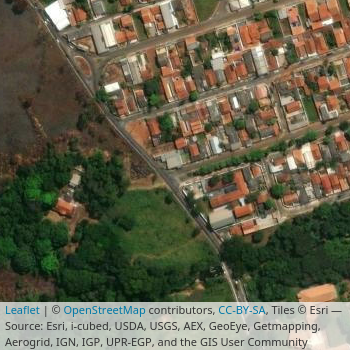 Leaflet | © OpenStreetMap contributors, CC-BY-SA, Tiles © Esri —
Source: Esri, i-cubed, USDA, USGS, AEX, GeoEye, Getmapping,
Aerogrid, IGN, IGP, UPR-EGP, and the GIS User Community